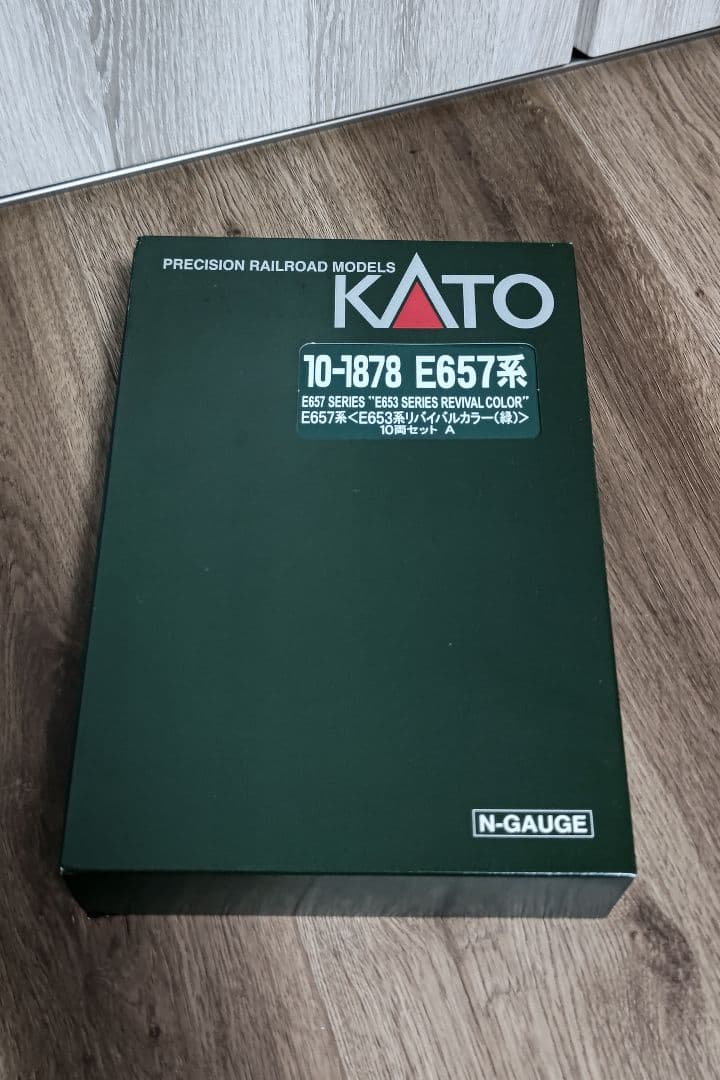 PRECISION RAILROAD MODELS
KATO
10-1878 E657系
E657 SERIES "E653 SERIES REVIVAL COLOR"
E657系<E653系リバイバルカラー(緑)>
10両セット A
N-GAUGE